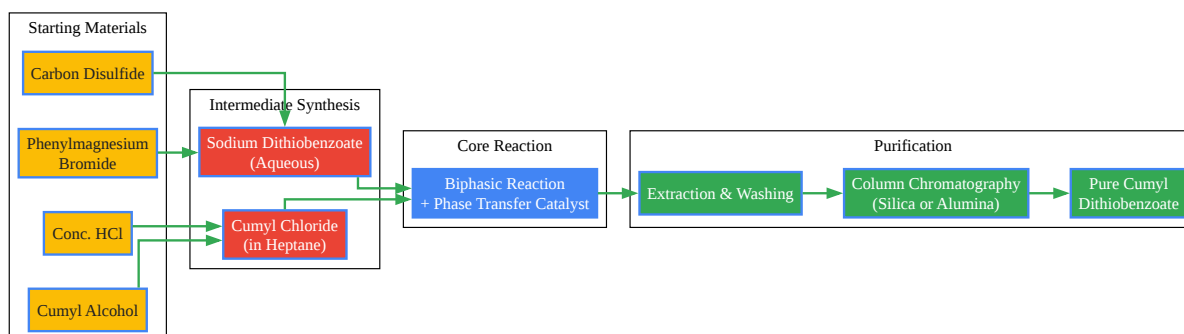 Starting Materials
Carbon Disulfide
Phenylmagnesium
Bromide
Conc. HCl
Cumyl Alcohol
Intermediate Synthesis
Sodium Dithiobenzoate
(Aqueous)
Cumyl Chloride
(in Heptane)
Core Reaction
Biphasic Reaction
+ Phase Transfer Catalyst
Purification
Extraction & Washing
Column Chromatography
(Silica or Alumina)
Pure Cumyl
Dithiobenzoate